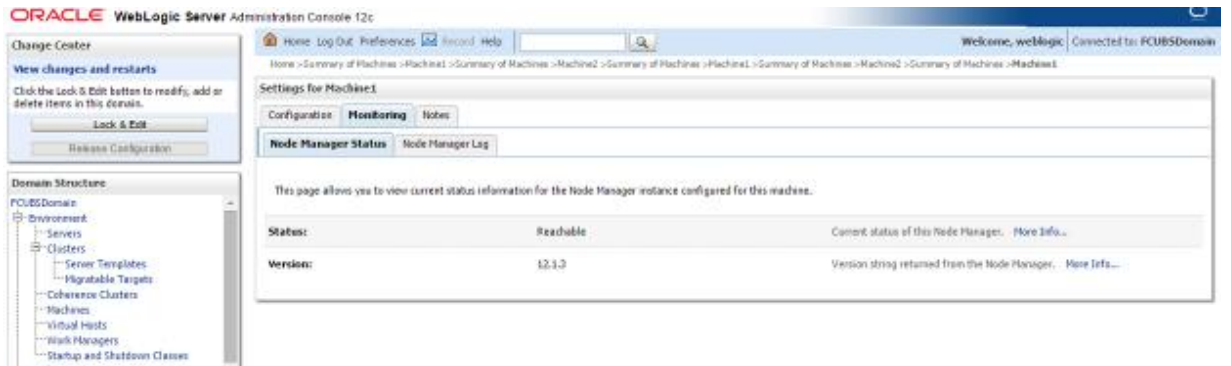 ORACLE WebLogic Server Administration Console 12c
Change Center
View changes and restarts
Click the Lock & Edit button to modify, add or
delete items in this domain.
Lock & Edit
Release Configuration
Domain Structure
FCUBSDomain
Environment
Servers
Clusters
Server Templates
Migratable Targets
Coherence Clusters
Machines
Virtual Hosts
Work Managers
Startup and Shutdown Classes
Home Log Out Preferences Record Help
Welcome, weblogic Connected to: FCUBSDomain
Home >Summary of Machines >Machine1 >Summary of Machines >Machine2 >Summary of Machines >Machine1 >Summary of Machines >Machine2 >Summary of Machines >Machine1
Settings for Machine1
Configuration Monitoring Notes
Node Manager Status Node Manager Log
This page allows you to view current status information for the Node Manager instance configured for this machine.
Status: Reachable Current status of this Node Manager. More Info...
Version: 12.1.3 Version string returned from the Node Manager. More Info...